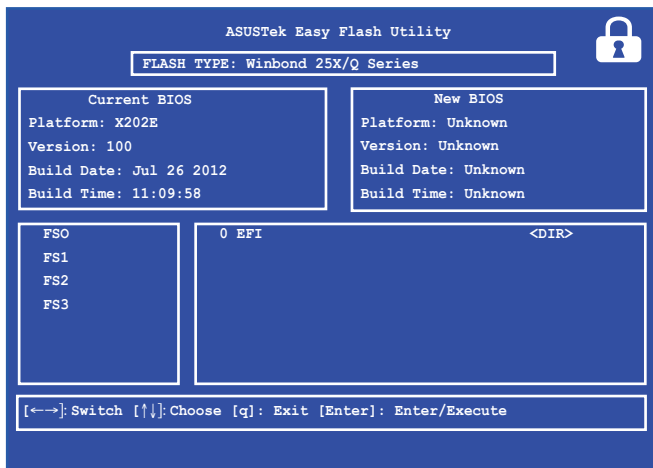 ASUSTek Easy Flash Utility
FLASH TYPE: Winbond 25X/Q Series
Current BIOS
Platform: X202E
Version: 100
Build Date: Jul 26 2012
Build Time: 11:09:58
New BIOS
Platform: Unknown
Version: Unknown
Build Date: Unknown
Build Time: Unknown
FSO
FS1
FS2
FS3
0 EFI <DIR>
[←→]: Switch [↑↓]: Choose [q]: Exit [Enter]: Enter/Execute